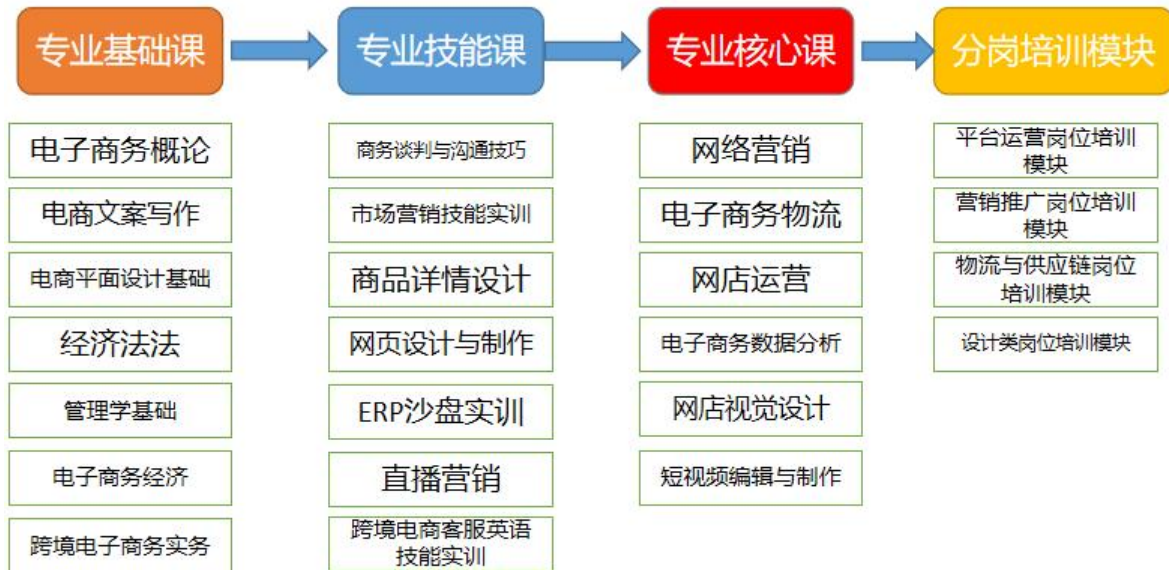 专业基础课
专业技能课
专业核心课
分岗培训模块
电子商务概论
电商文案写作
电商平面设计基础
经济法法
管理学基础
电子商务经济
跨境电子商务实务
商务谈判与沟通技巧
市场营销技能实训
商品详情设计
网页设计与制作
ERP沙盘实训
直播营销
跨境电商客服英语
技能实训
网络营销
电子商务物流
网店运营
电子商务数据分析
网店视觉设计
短视频编辑与制作
平台运营岗位培训
模块
营销推广岗位培训
模块
物流与供应链岗位
培训模块
设计类岗位培训模块